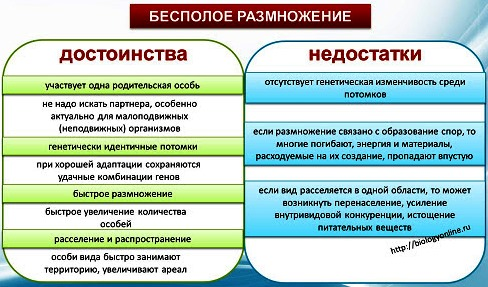 БЕСПОЛОЕ РАЗМНОЖЕНИЕ
достоинства
участвует одна родительская особь
не надо искать партнера, особенно
актуально для малоподвижных
(неподвижных) организмов
генетически идентичные потомки
при хорошей адаптации сохраняются
удачные комбинации генов
быстрое размножение
быстрое увеличение количества
особей
расселение и распространение
особи вида быстро занимают
территорию, увеличивают ареал
недостатки
отсутствует генетическая изменчивость среди
потомков
если размножение связано с образование спор, то
многие погибают, энергия и материалы,
расходуемые на их создание, пропадают впустую
если вид расселяется в одной области, то может
возникнуть перенаселение, усиление
внутривидовой конкуренции, истощение
питательных веществ
http://biologyonline.ru